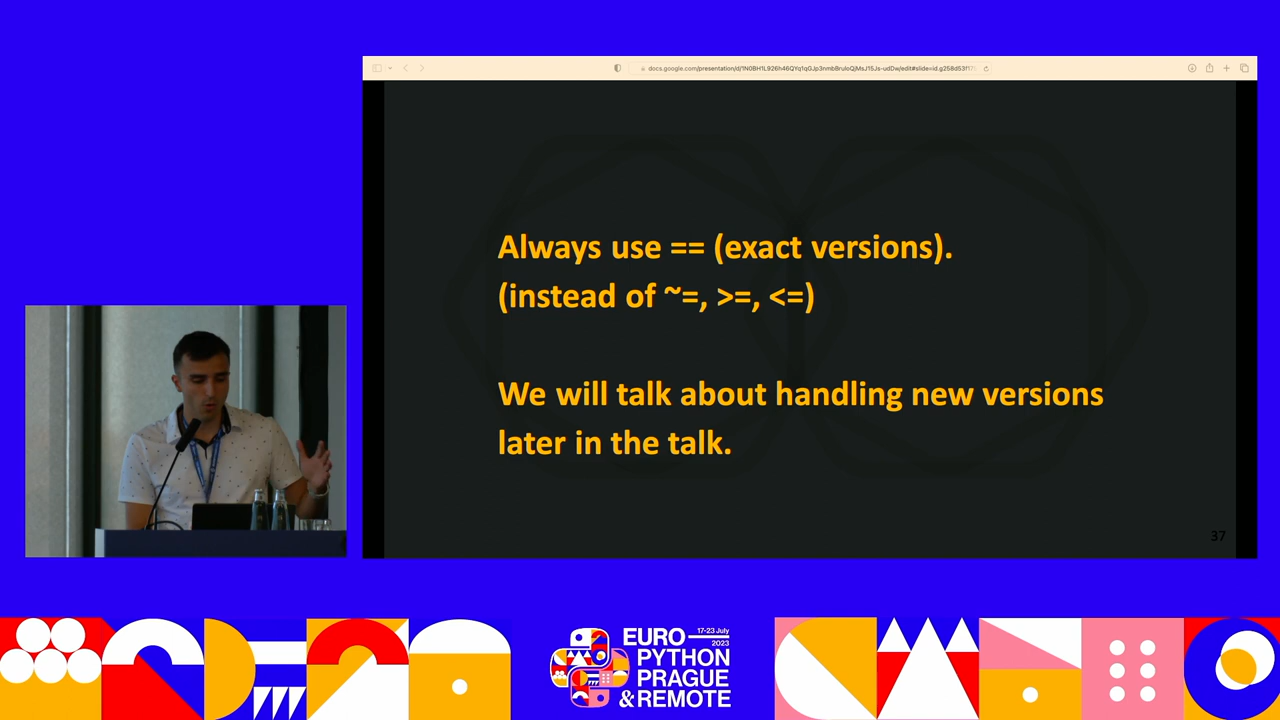 Always use == (exact versions).
(instead of ~=, >=, <=)
We will talk about handling new versions
later in the talk.
37
17-23 July
2023
EURO
PYTHON
PRAGUE
& REMOTE